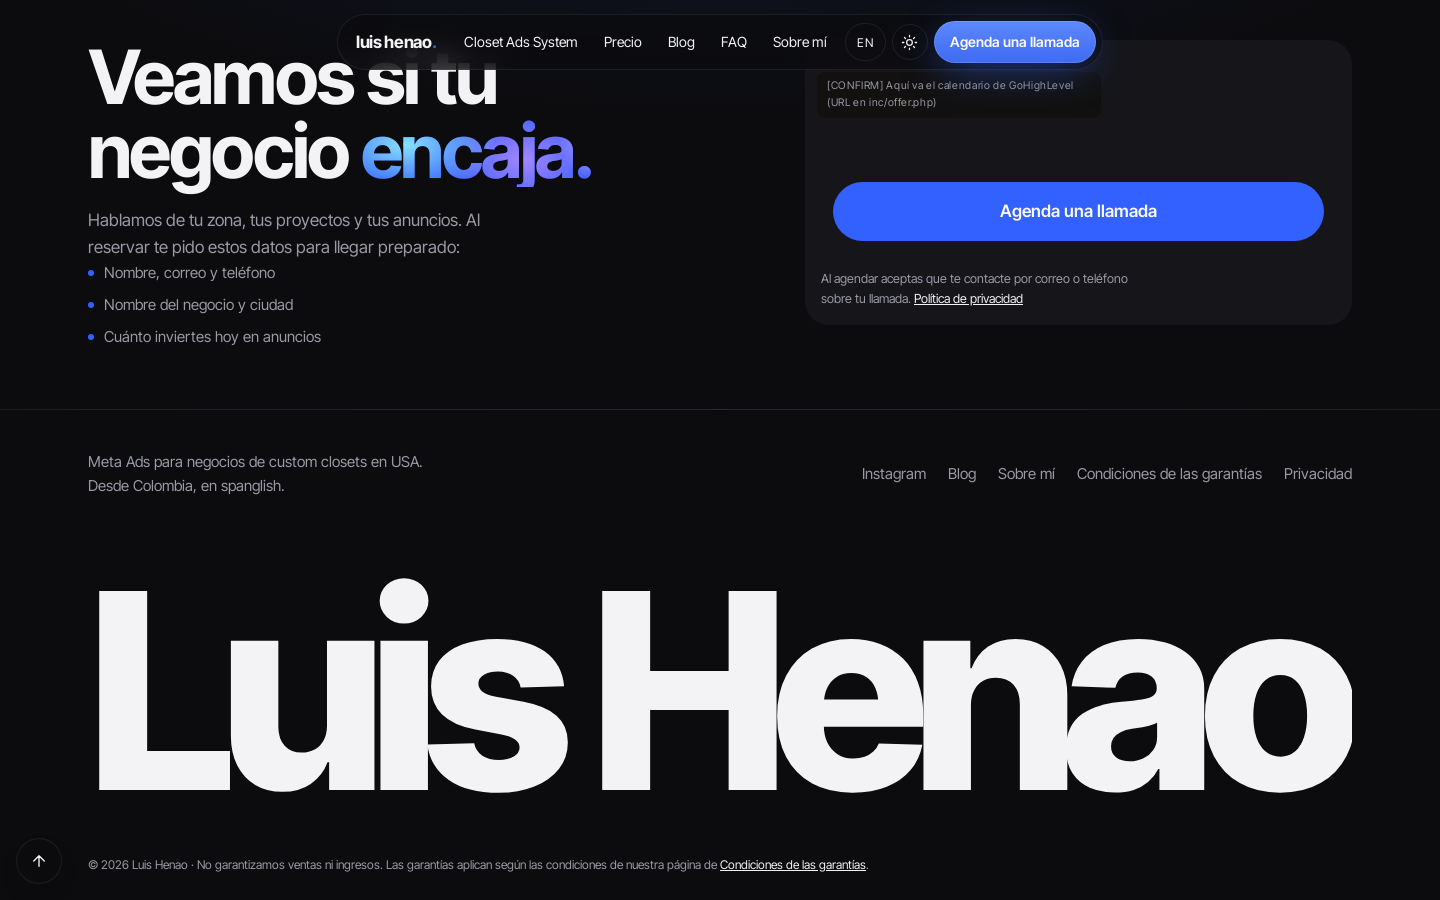 luis henao.
Closet Ads System
Precio
Blog
FAQ
Sobre mí
EN
Agenda una llamada
Veamos si tu
negocio encaja.
Hablamos de tu zona, tus proyectos y tus anuncios. Al
reservar te pido estos datos para llegar preparado:
Nombre, correo y teléfono
Nombre del negocio y ciudad
Cuánto inviertes hoy en anuncios
[CONFIRM] Aquí va el calendario de GoHighLevel
(URL en inc/offer.php)
Agenda una llamada
Al agendar aceptas que te contacte por correo o teléfono
sobre tu llamada. Política de privacidad
Meta Ads para negocios de custom closets en USA.
Desde Colombia, en spanglish.
Instagram
Blog
Sobre mí
Condiciones de las garantías
Privacidad
Luis Henao
© 2026 Luis Henao · No garantizamos ventas ni ingresos. Las garantías aplican según las condiciones de nuestra página de Condiciones de las garantías.